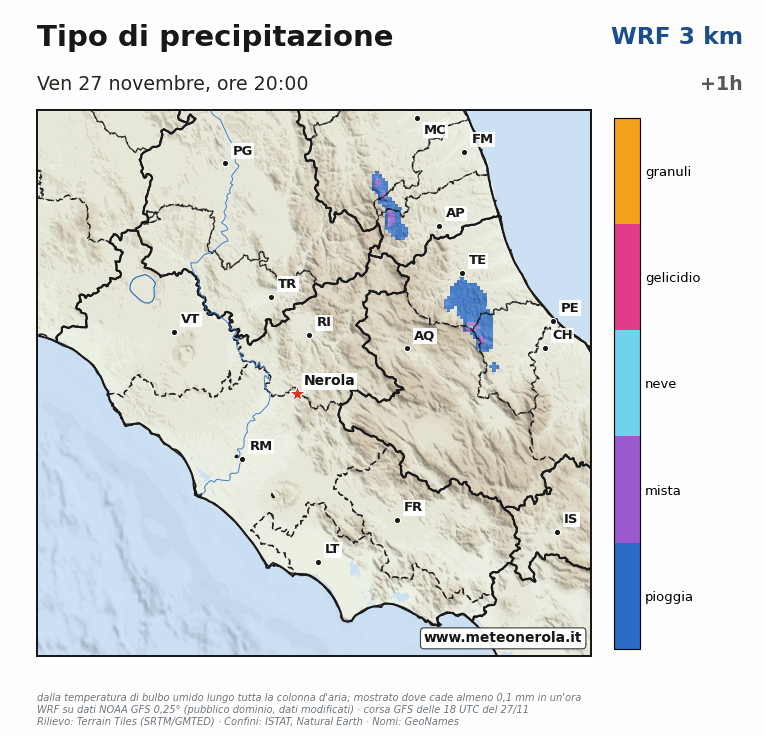 Tipo di precipitazione
WRF 3 km
Ven 27 novembre, ore 20:00
+1h
MC
FM
PG
AP
TE
TR
PE
VT
RI
AQ
CH
Nerola
RM
FR
IS
LT
www.meteonerola.it
granuli
gelicidio
neve
mista
pioggia
dalla temperatura di bulbo umido lungo tutta la colonna d'aria; mostrato dove cade almeno 0,1 mm in un'ora
WRF su dati NOAA GFS 0,25° (pubblico dominio, dati modificati) · corsa GFS delle 18 UTC del 27/11
Rilievo: Terrain Tiles (SRTM/GMTED) · Confini: ISTAT, Natural Earth · Nomi: GeoNames